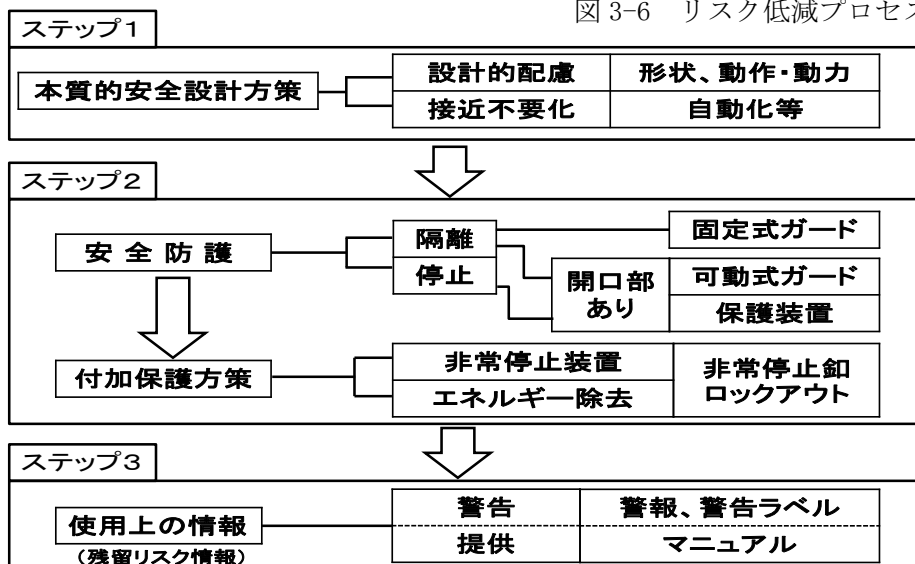 図 3-6 リスク低減プロセス
ステップ1
本質的安全設計方策
設計的配慮
形状、動作・動力
接近不要化
自動化等
ステップ2
安全防護
隔離
停止
固定式ガード
開口部
あり
可動式ガード
保護装置
付加保護方策
非常停止装置
エネルギー除去
非常停止釦
ロックアウト
ステップ3
使用上の情報
(残留リスク情報)
警告
警報、警告ラベル
提供
マニュアル